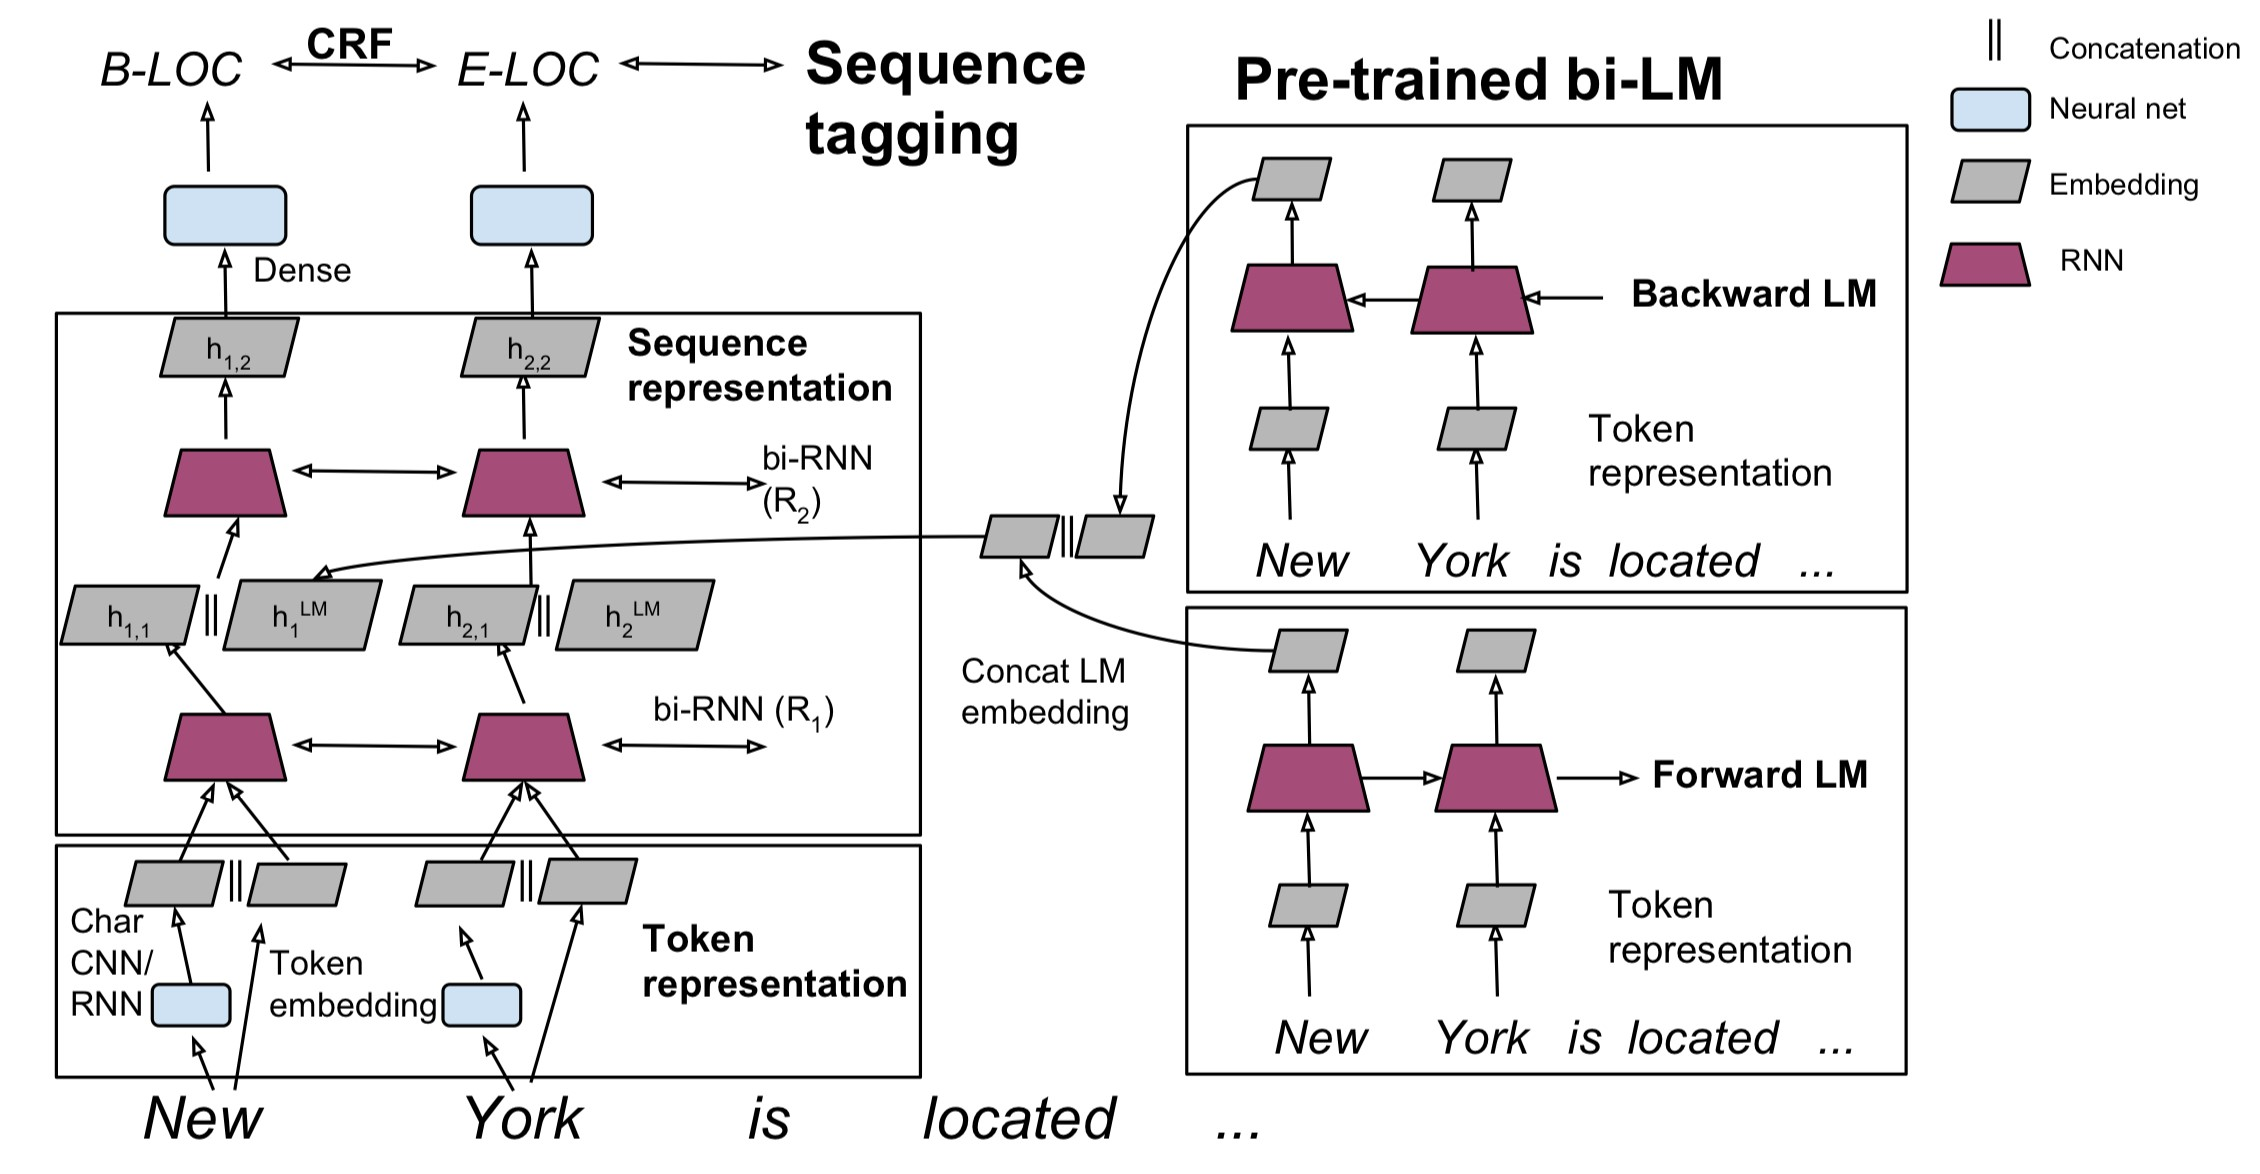 B-LOC CRF E-LOC Sequence
tagging
Dense
h1,2 h2,2 Sequence
representation
bi-RNN
(R2)
h1,1 || h1LM h2,1 || h2LM
bi-RNN (R1)
|| ||
Char
CNN/
RNN
Token
embedding
Token
representation
New York is located ...
||
Concat LM
embedding
Pre-trained bi-LM
Backward LM
Token
representation
New York is located ...
Forward LM
Token
representation
New York is located ...
|| Concatenation
Neural net
Embedding
RNN